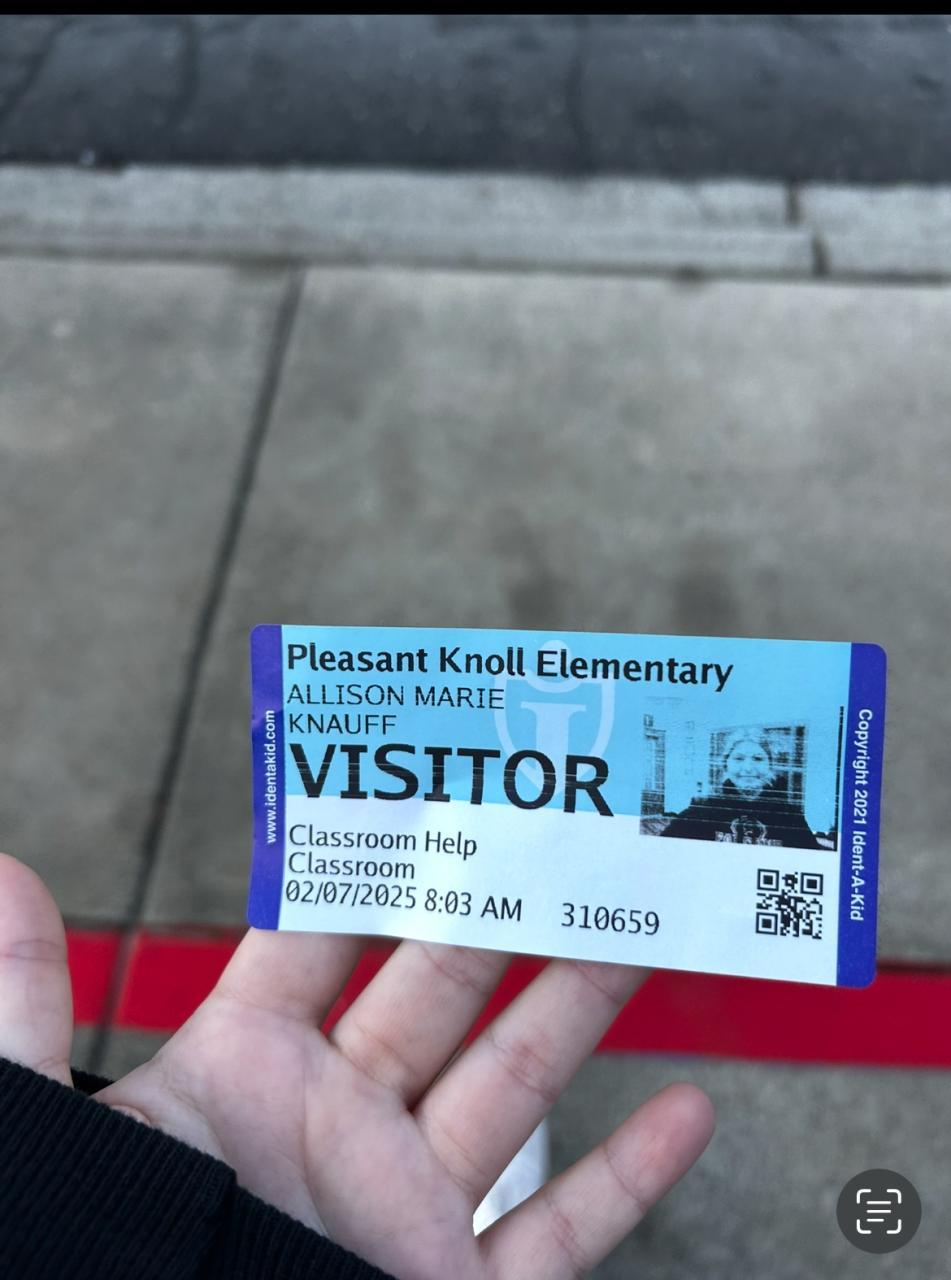 Pleasant Knoll Elementary
ALLISON MARIE
KNAUFF
VISITOR
Classroom Help
Classroom
02/07/2025 8:03 AM 310659
www.identakid.com
Copyright 2021 Ident-A-Kid